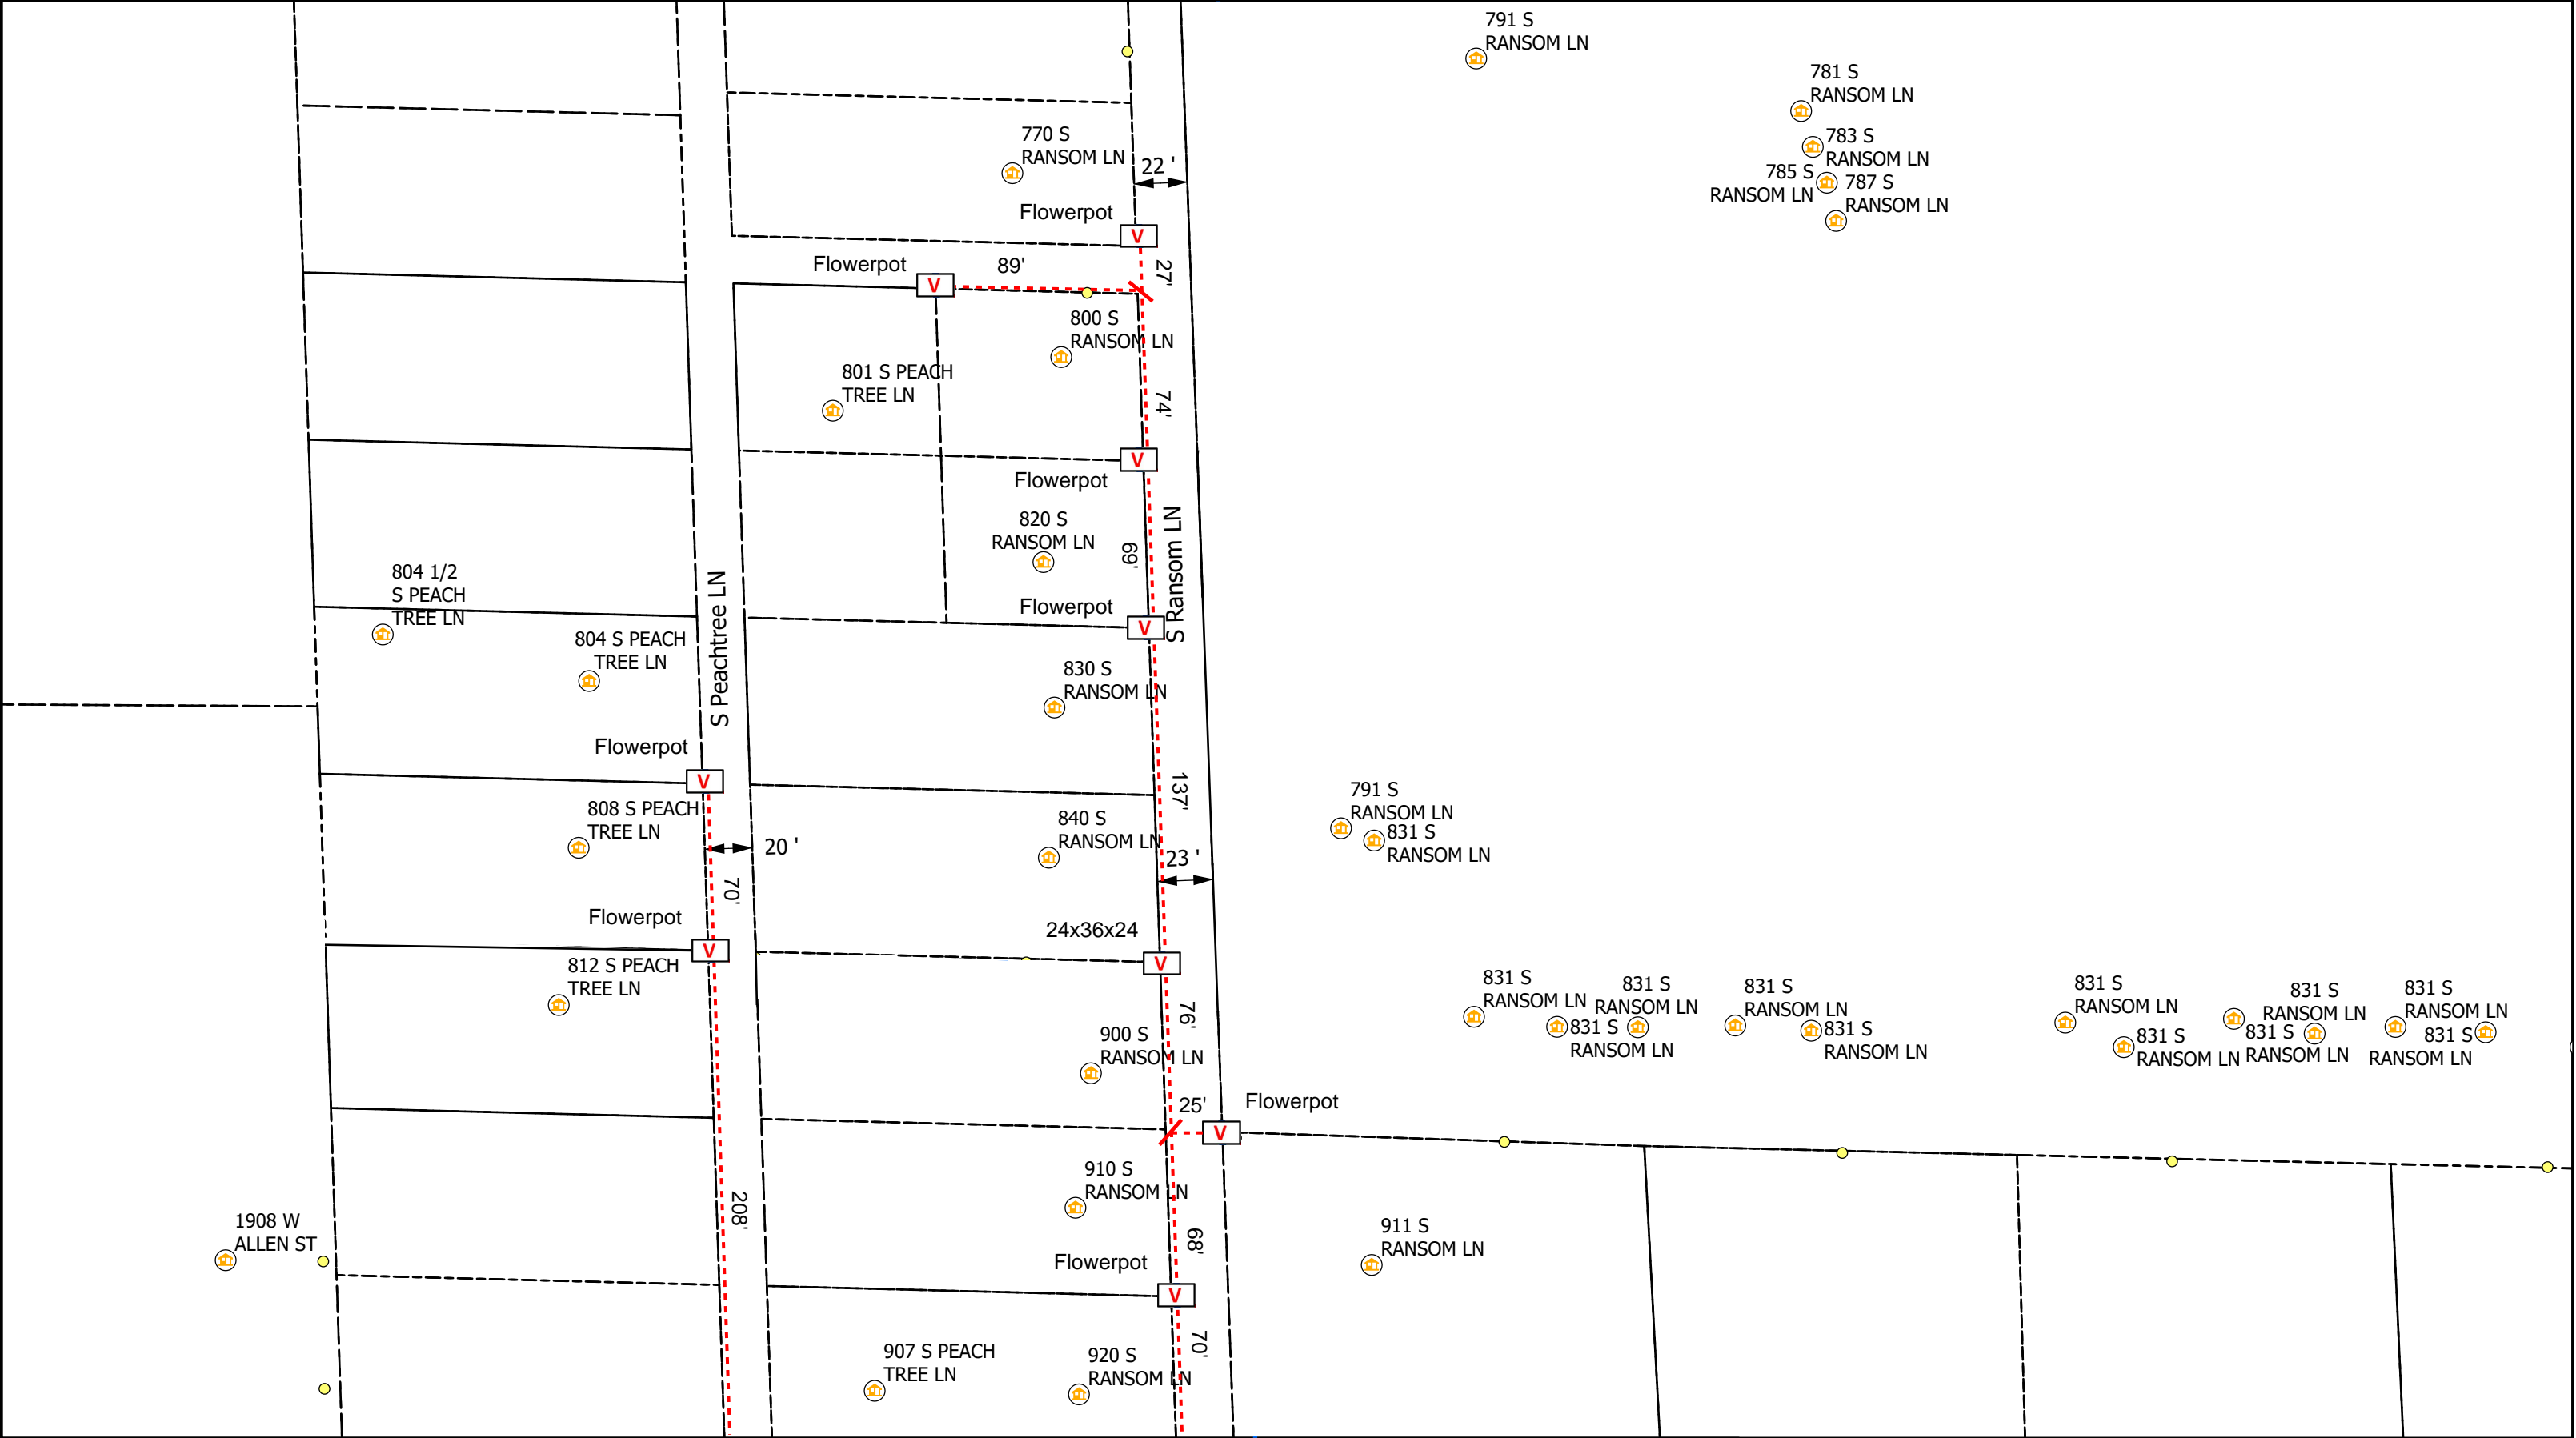 791 S
RANSOM LN
781 S
RANSOM LN
770 S
RANSOM LN
783 S
RANSOM LN
22 '
785 S
RANSOM LN
787 S
RANSOM LN
Flowerpot
V
Flowerpot
V
89'
27'
800 S
RANSOM LN
801 S PEACH
TREE LN
74'
V
Flowerpot
820 S
RANSOM LN
69'
S Ransom LN
804 1/2
S PEACH
TREE LN
Flowerpot
V
804 S PEACH
TREE LN
S Peachtree LN
830 S
RANSOM LN
Flowerpot
V
137'
791 S
RANSOM LN
808 S PEACH
TREE LN
840 S
RANSOM LN
831 S
RANSOM LN
20 '
23 '
70'
Flowerpot
V
24x36x24
V
812 S PEACH
TREE LN
76'
831 S
RANSOM LN
831 S
RANSOM LN
831 S
RANSOM LN
831 S
RANSOM LN
831 S
RANSOM LN
831 S
RANSOM LN
831 S
RANSOM LN
831 S
RANSOM LN
831 S
RANSOM LN
831 S
RANSOM LN
831 S
RANSOM LN
900 S
RANSOM LN
25'
Flowerpot
V
910 S
RANSOM LN
208'
1908 W
ALLEN ST
68'
911 S
RANSOM LN
Flowerpot
V
70'
907 S PEACH
TREE LN
920 S
RANSOM LN